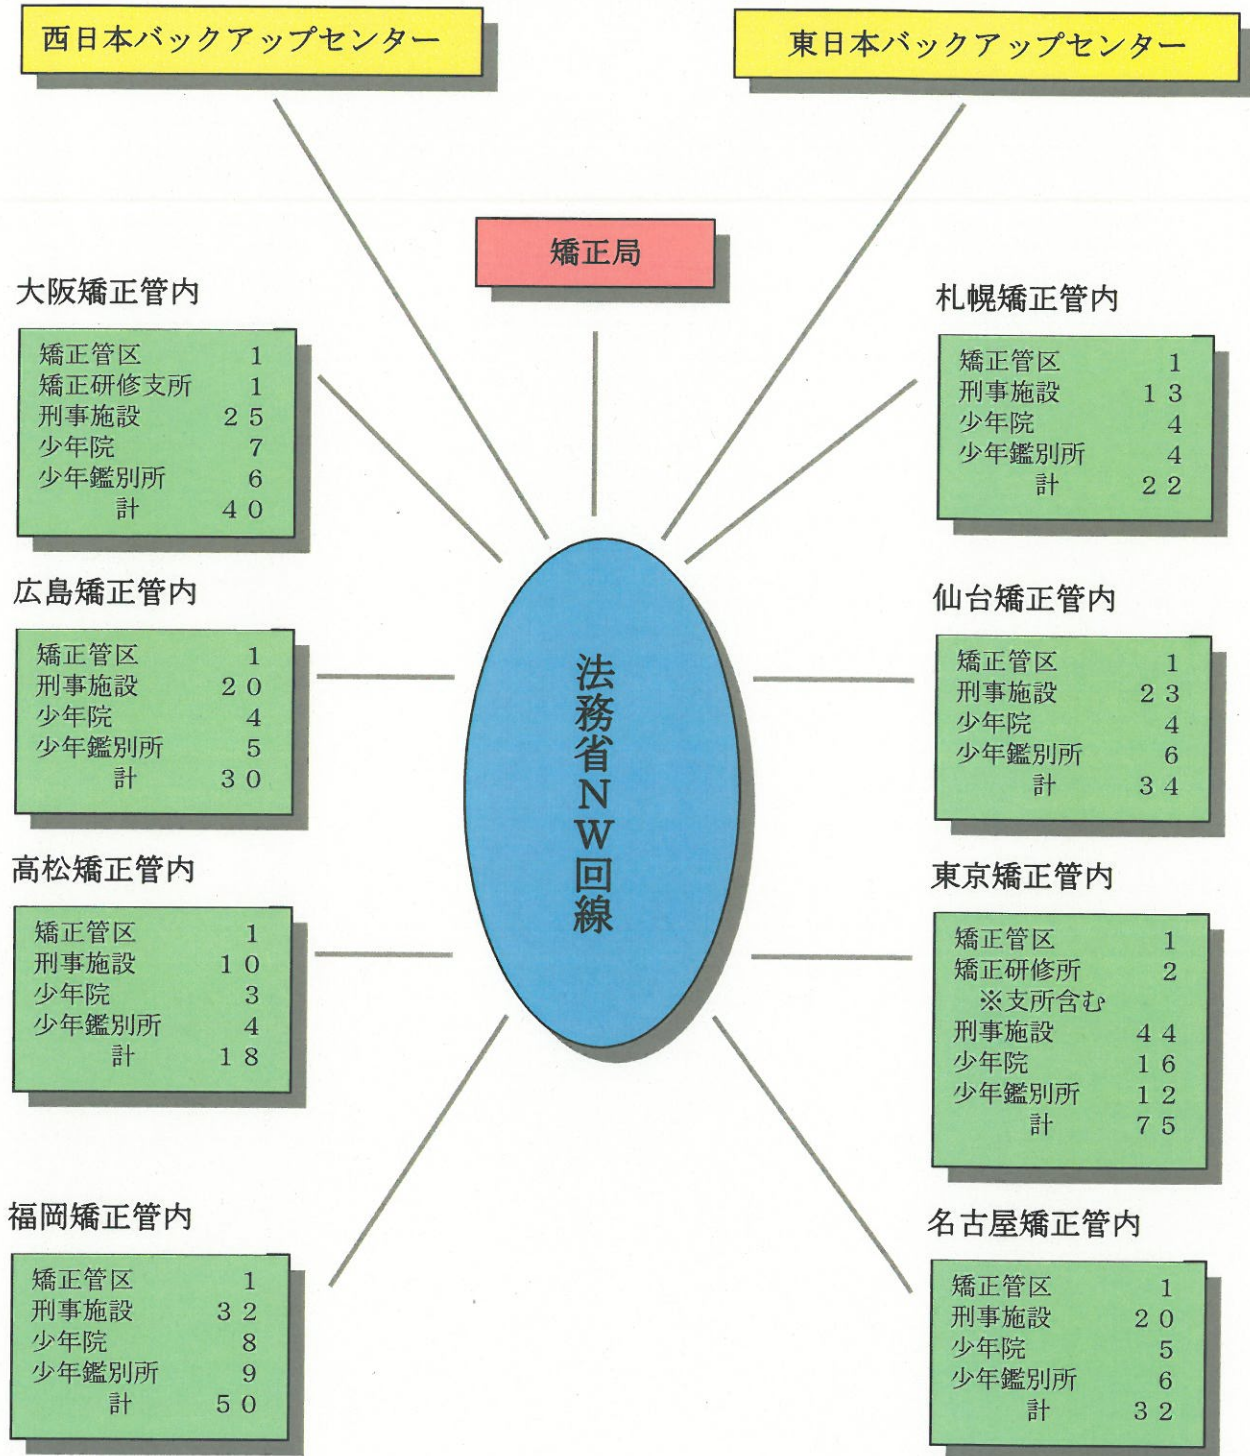 西日本バックアップセンター
東日本バックアップセンター
矯正局
大阪矯正管内
矯正管区 1
矯正研修支所 1
刑事施設 25
少年院 7
少年鑑別所 6
計 40
広島矯正管内
矯正管区 1
刑事施設 20
少年院 4
少年鑑別所 5
計 30
高松矯正管内
矯正管区 1
刑事施設 10
少年院 3
少年鑑別所 4
計 18
福岡矯正管内
矯正管区 1
刑事施設 32
少年院 8
少年鑑別所 9
計 50
法務省NW回線
札幌矯正管内
矯正管区 1
刑事施設 13
少年院 4
少年鑑別所 4
計 22
仙台矯正管内
矯正管区 1
刑事施設 23
少年院 4
少年鑑別所 6
計 34
東京矯正管内
矯正管区 1
矯正研修所 2
※支所含む
刑事施設 44
少年院 16
少年鑑別所 12
計 75
名古屋矯正管内
矯正管区 1
刑事施設 20
少年院 5
少年鑑別所 6
計 32